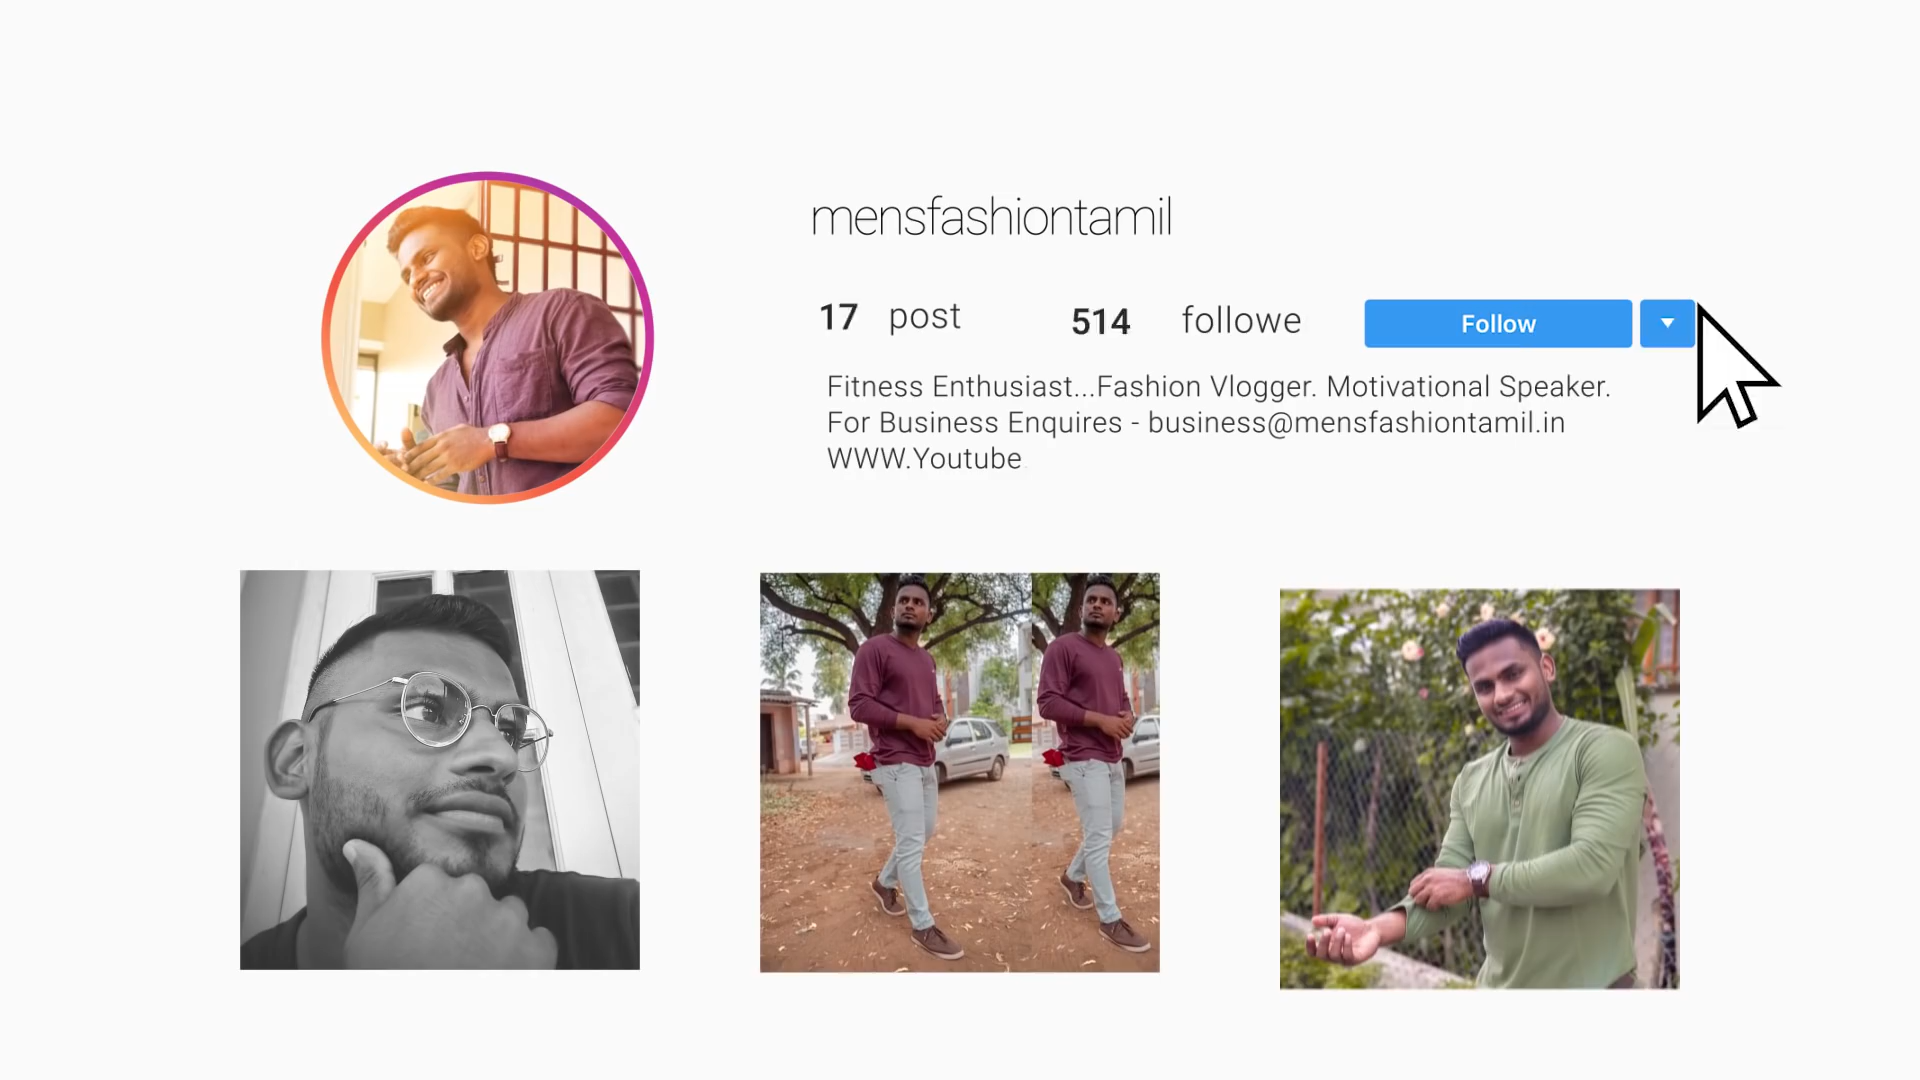 mensfashiontamil
17 post 514 followe Follow
Fitness Enthusiast...Fashion Vlogger. Motivational Speaker.
For Business Enquires - business@mensfashiontamil.in
WWW.Youtube